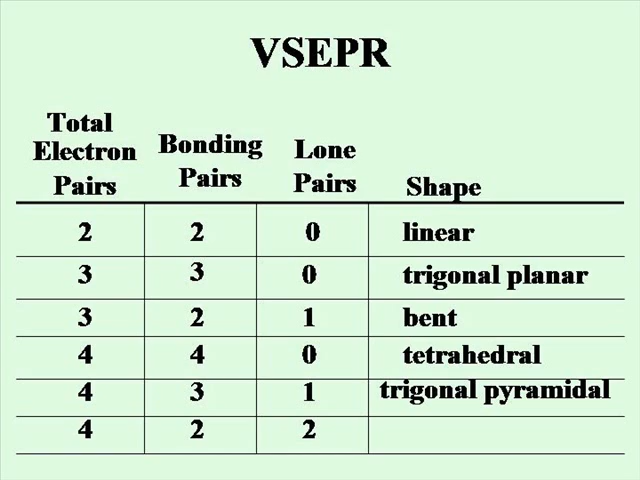 VSEPR
Total Electron Pairs Bonding Pairs Lone Pairs Shape
2 2 0 linear
3 3 0 trigonal planar
3 2 1 bent
4 4 0 tetrahedral
4 3 1 trigonal pyramidal
4 2 2